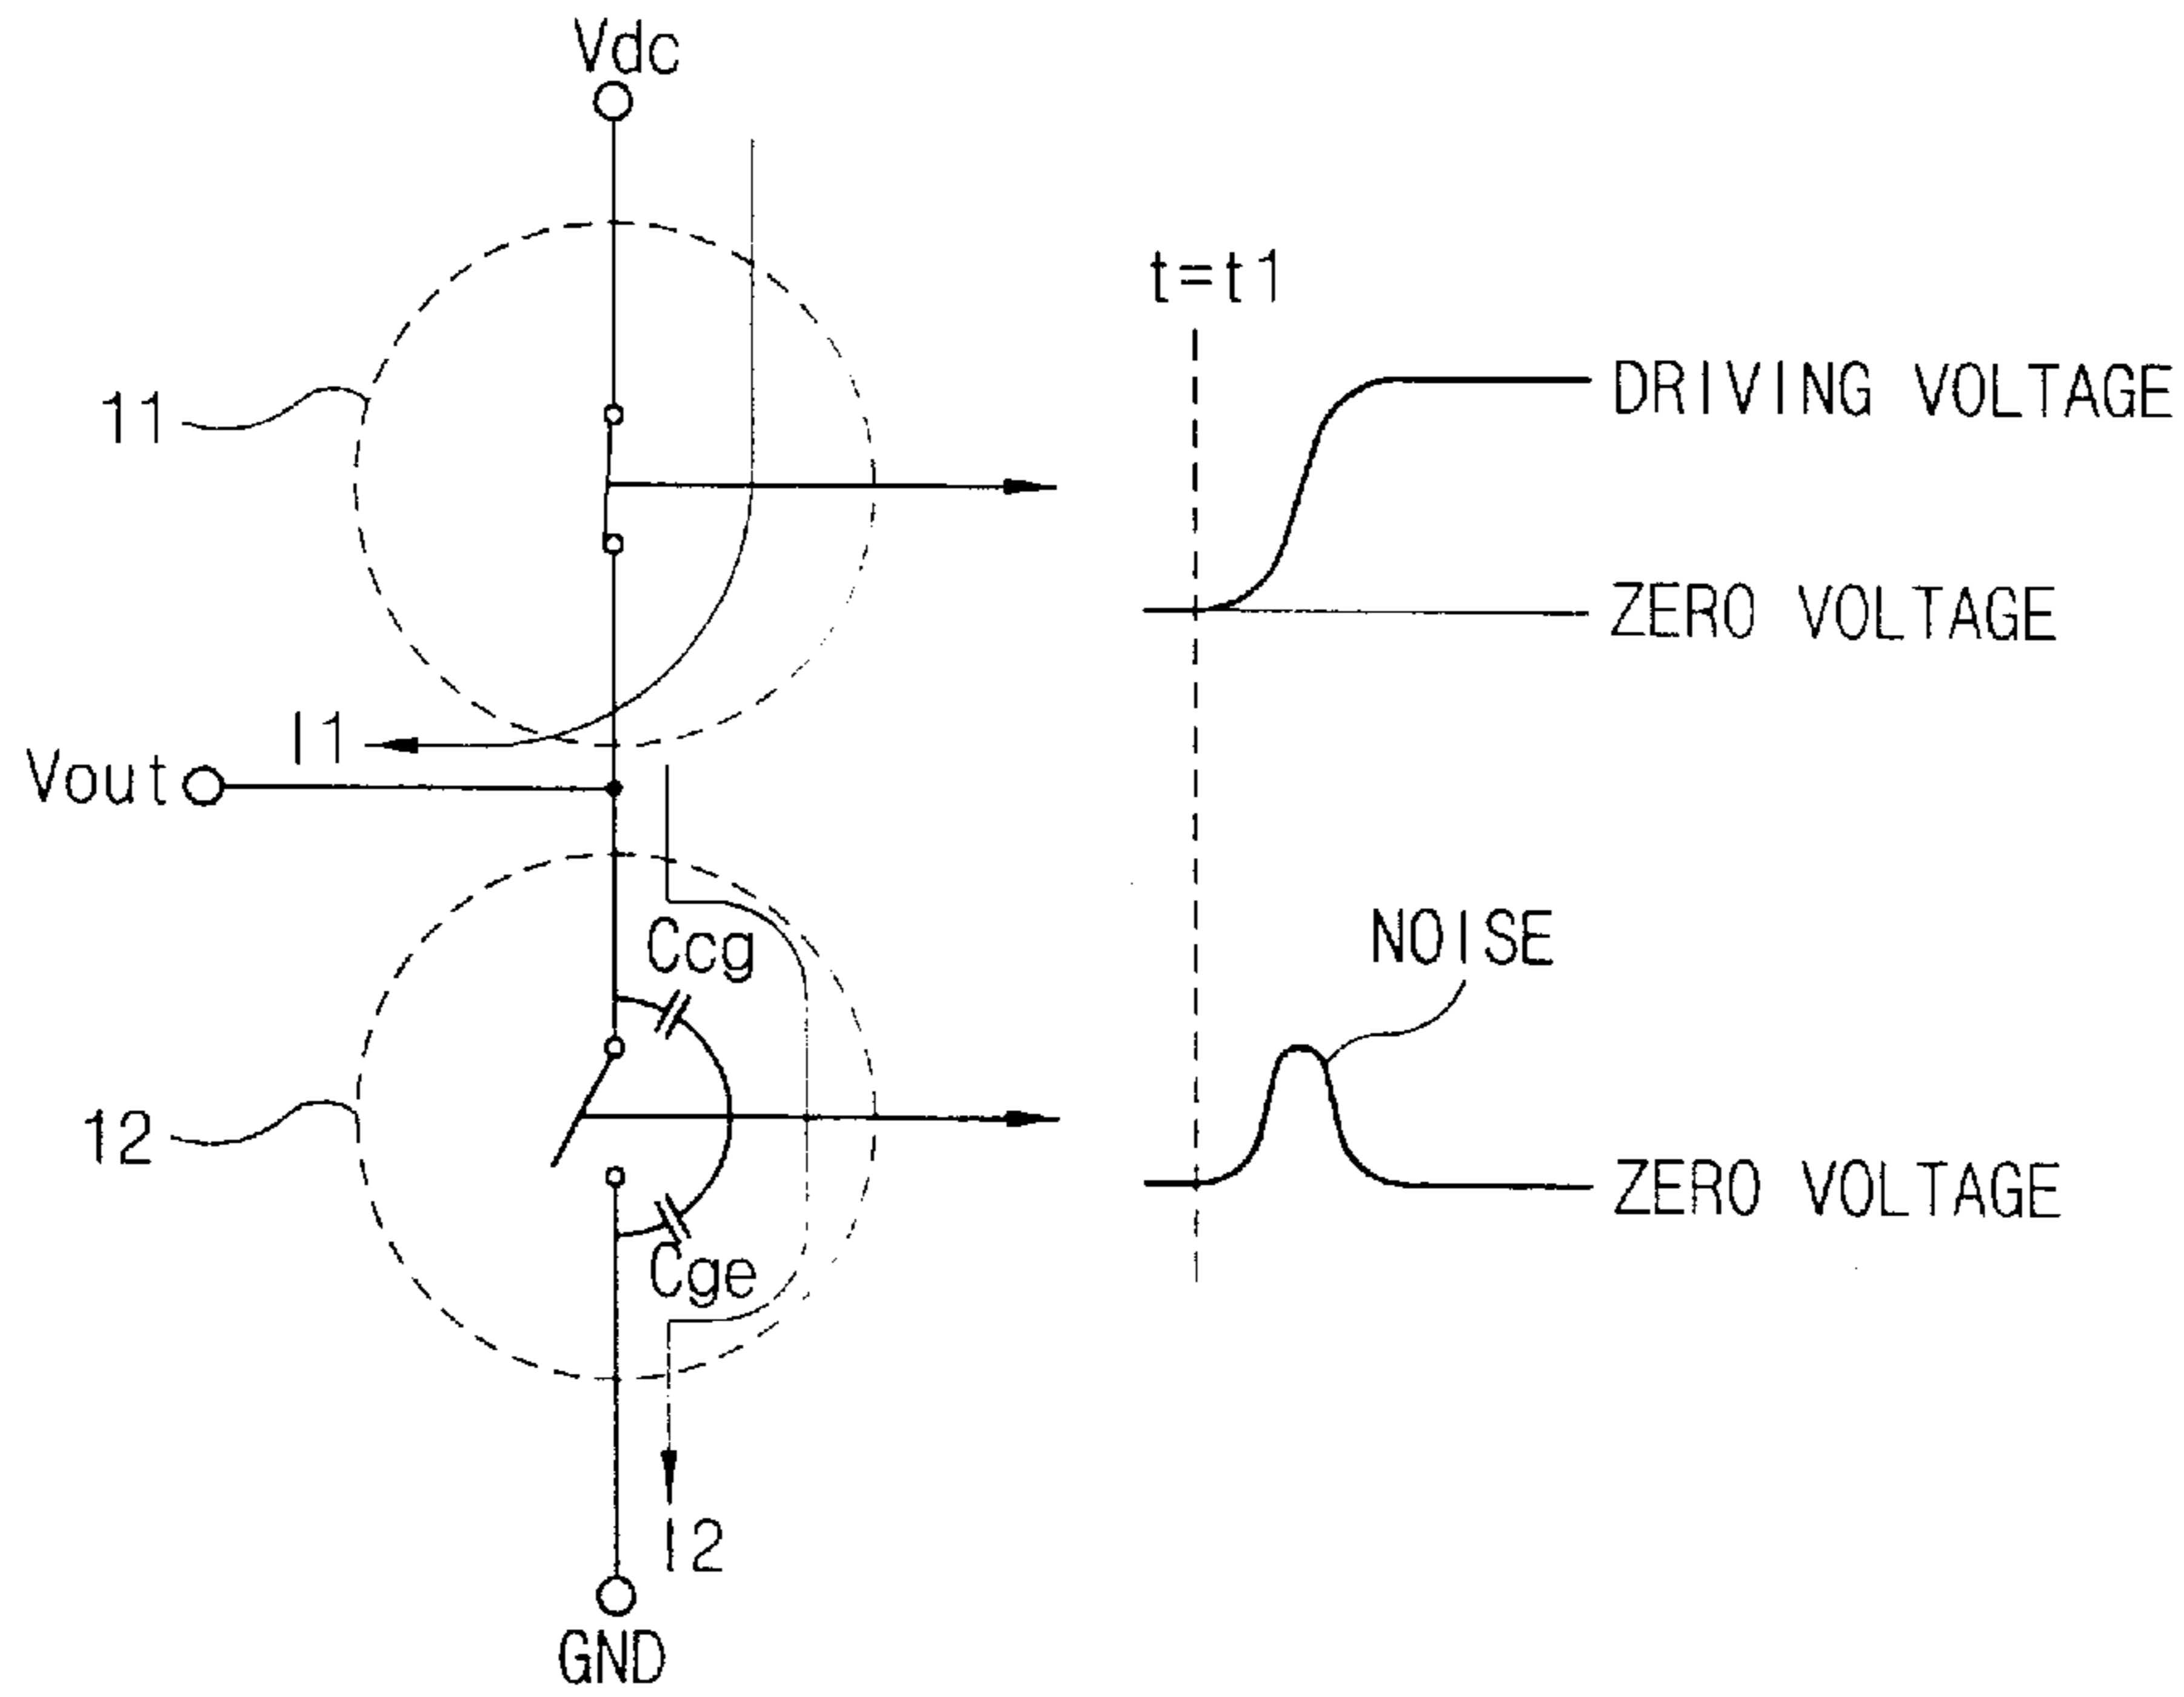 Vdc
t=t1
11
DRIVING VOLTAGE
ZERO VOLTAGE
I1
Vout
NOISE
Ccg
12
ZERO VOLTAGE
Cge
I2
GND